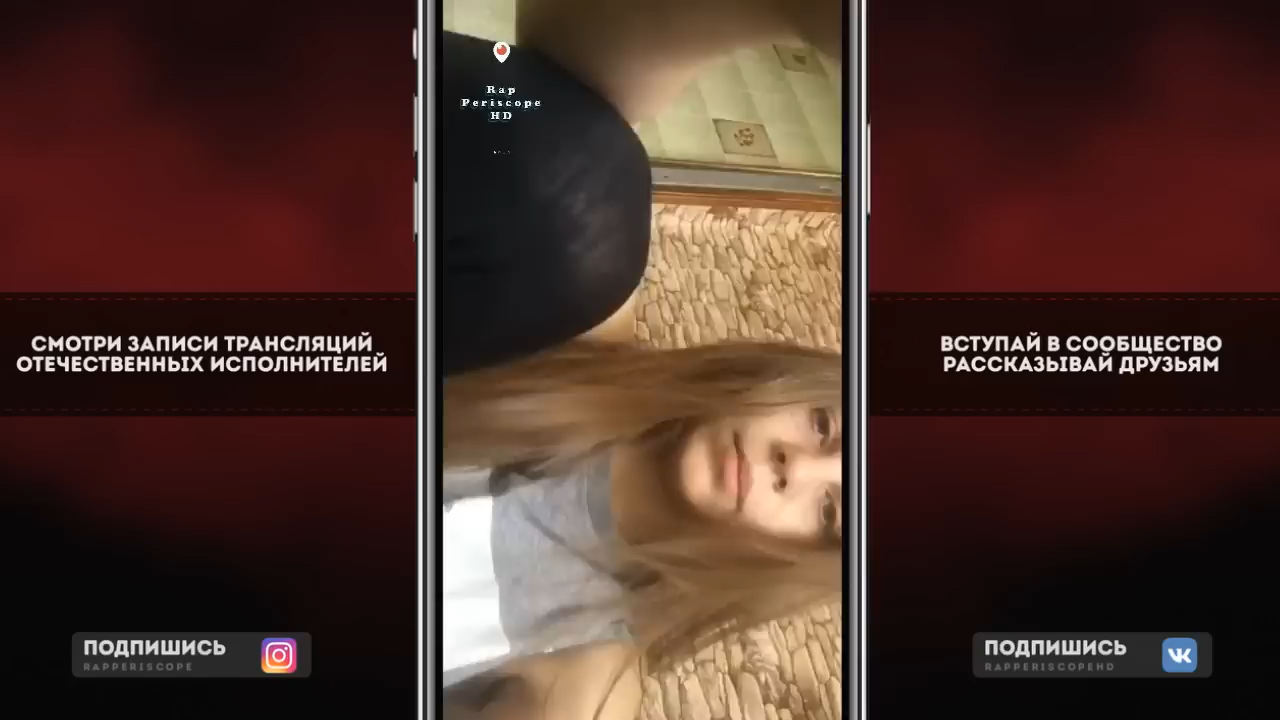 Rap
Periscope
HD
СМОТРИ ЗАПИСИ ТРАНСЛЯЦИЙ
ОТЕЧЕСТВЕННЫХ ИСПОЛНИТЕЛЕЙ
ВСТУПАЙ В СООБЩЕСТВО
РАССКАЗЫВАЙ ДРУЗЬЯМ
ПОДПИШИСЬ
RAPPERISCOPE
ПОДПИШИСЬ
RAPPERISCOPEHD